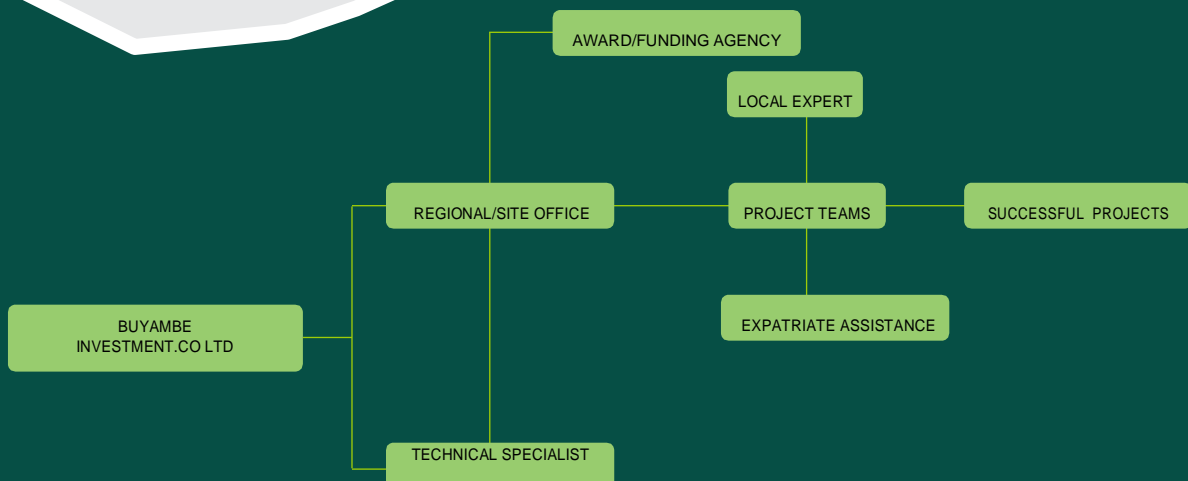 AWARD/FUNDING AGENCY
LOCAL EXPERT
REGIONAL/SITE OFFICE
PROJECT TEAMS
SUCCESSFUL PROJECTS
BUYAMBE
INVESTMENT.CO LTD
EXPATRIATE ASSISTANCE
TECHNICAL SPECIALIST